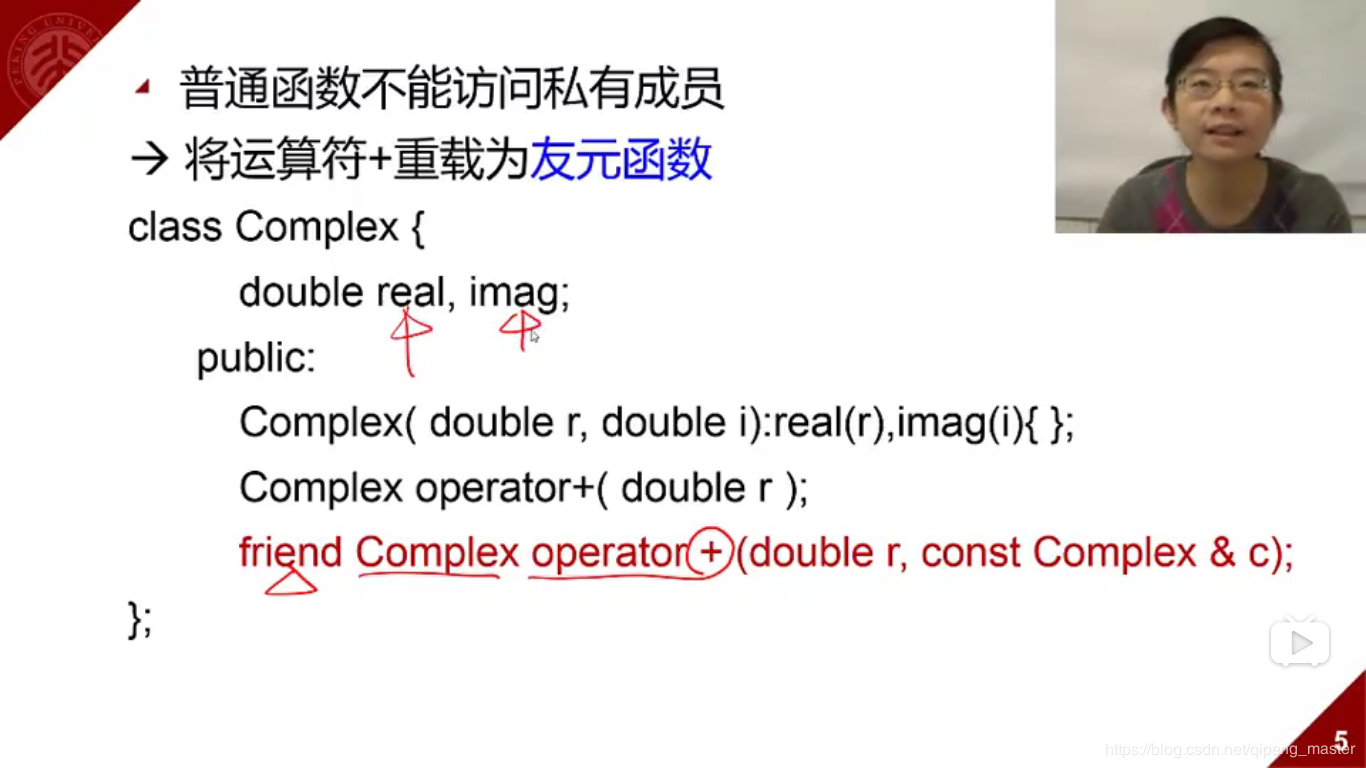 普通函数不能访问私有成员
→ 将运算符+重载为友元函数
class Complex {
double real, imag;
public:
Complex( double r, double i):real(r),imag(i){ };
Complex operator+( double r );
friend Complex operator + (double r, const Complex & c);
};
5
https://blog.csdn.net/qipang_master